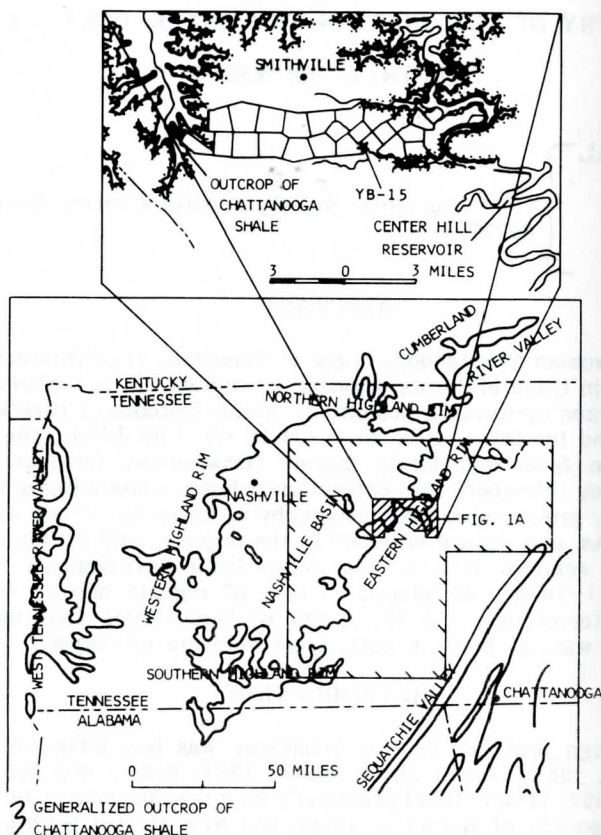 SMITHVILLE
OUTCROP OF
CHATTANOOGA
SHALE
YB-15
CENTER HILL
RESERVOIR
3 0 3 MILES
CUMBERLAND
RIVER VALLEY
KENTUCKY
TENNESSEE
NORTHERN HIGHLAND RIM
WEST TENNESSEE RIVER VALLEY
WESTERN HIGHLAND RIM
NASHVILLE
NASHVILLE BASIN
EASTERN HIGHLAND RIM
FIG. 1A
SOUTHERN HIGHLAND RIM
TENNESSEE
ALABAMA
SEQUATCHIE VALLEY
CHATTANOOGA
0 50 MILES
GENERALIZED OUTCROP OF
CHATTANOOGA SHALE